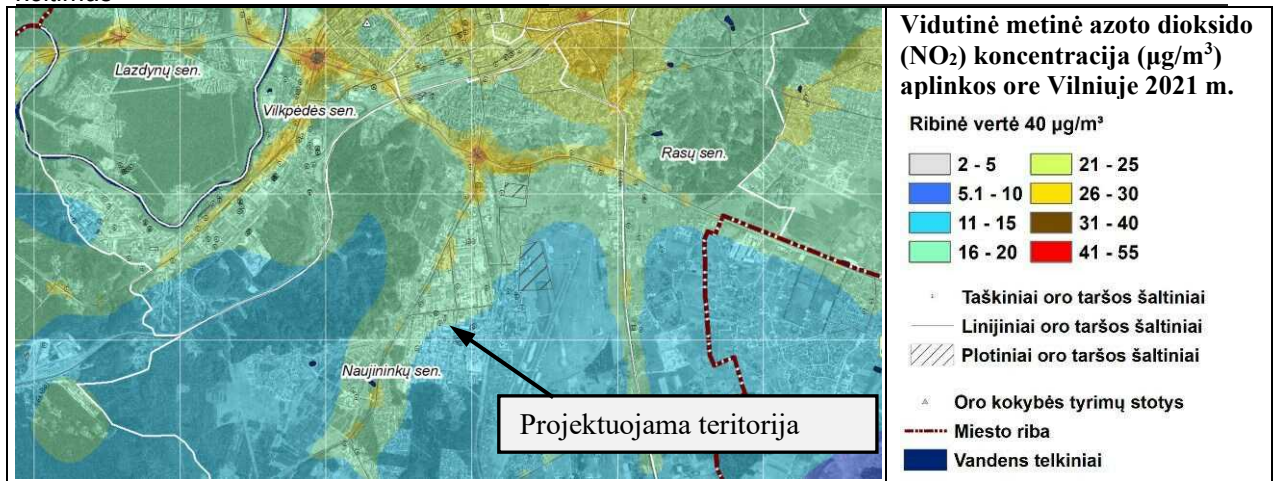 Lazdynų sen.
Vilkpėdės sen.
Rasų sen.
Naujininkų sen.
Projektuojama teritorija
Vidutinė metinė azoto dioksido
(NO₂) koncentracija (µg/m³)
aplinkos ore Vilniuje 2021 m.
Ribinė vertė 40 µg/m³
2 - 5
21 - 25
5.1 - 10
26 - 30
11 - 15
31 - 40
16 - 20
41 - 55
Taškiniai oro taršos šaltiniai
Linijiniai oro taršos šaltiniai
Plotiniai oro taršos šaltiniai
Oro kokybės tyrimų stotys
Miesto riba
Vandens telkiniai